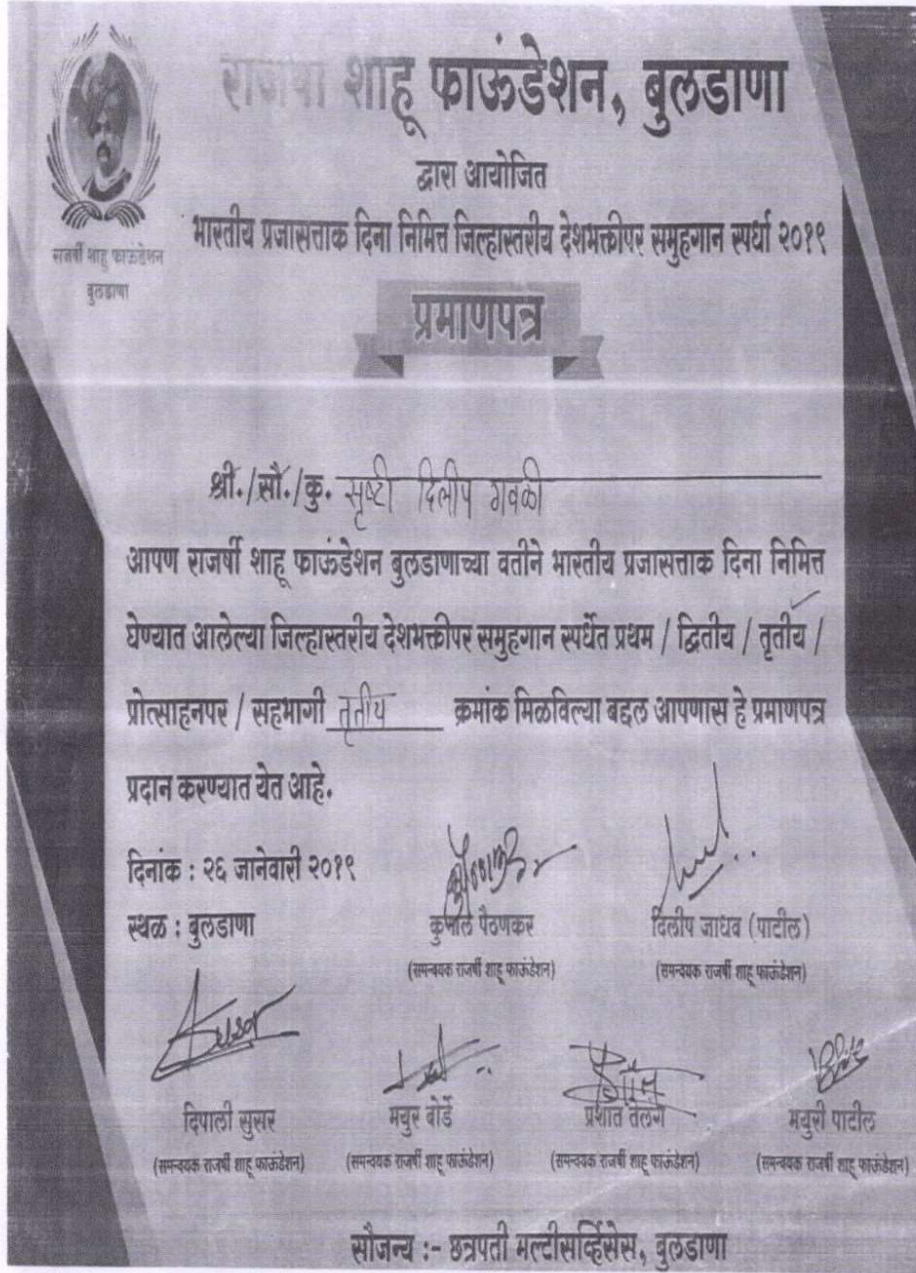 राजर्षी शाहू फाऊंडेशन, बुलडाणा
द्वारा आयोजित
भारतीय प्रजासत्ताक दिना निमित्त जिल्हास्तरीय देशभक्तीपर समुहगान स्पर्धा २०१९
राजर्षी शाहू फाऊंडेशन
बुलडाणा
प्रमाणपत्र
श्री./सौ./कु. सृष्टी दिलीप गवळी
आपण राजर्षी शाहू फाऊंडेशन बुलडाणाच्या वतीने भारतीय प्रजासत्ताक दिना निमित्त
घेण्यात आलेल्या जिल्हास्तरीय देशभक्तीपर समुहगान स्पर्धेत प्रथम / द्वितीय / तृतीय /
प्रोत्साहनपर / सहभागी तृतीय क्रमांक मिळविल्या बद्दल आपणास हे प्रमाणपत्र
प्रदान करण्यात येत आहे.
दिनांक : २६ जानेवारी २०१९
स्थळ : बुलडाणा
कुणाल पैठणकर
दिलीप जाधव (पाटील)
(समन्वयक राजर्षी शाहू फाऊंडेशन)
(समन्वयक राजर्षी शाहू फाऊंडेशन)
दिपाली सुसर
मयुर बोर्डे
प्रशांत तेलंग
मयुरी पाटील
(समन्वयक राजर्षी शाहू फाऊंडेशन)
(समन्वयक राजर्षी शाहू फाऊंडेशन)
(समन्वयक राजर्षी शाहू फाऊंडेशन)
(समन्वयक राजर्षी शाहू फाऊंडेशन)
सौजन्य :- छत्रपती मल्टीसर्व्हिसेस, बुलडाणा